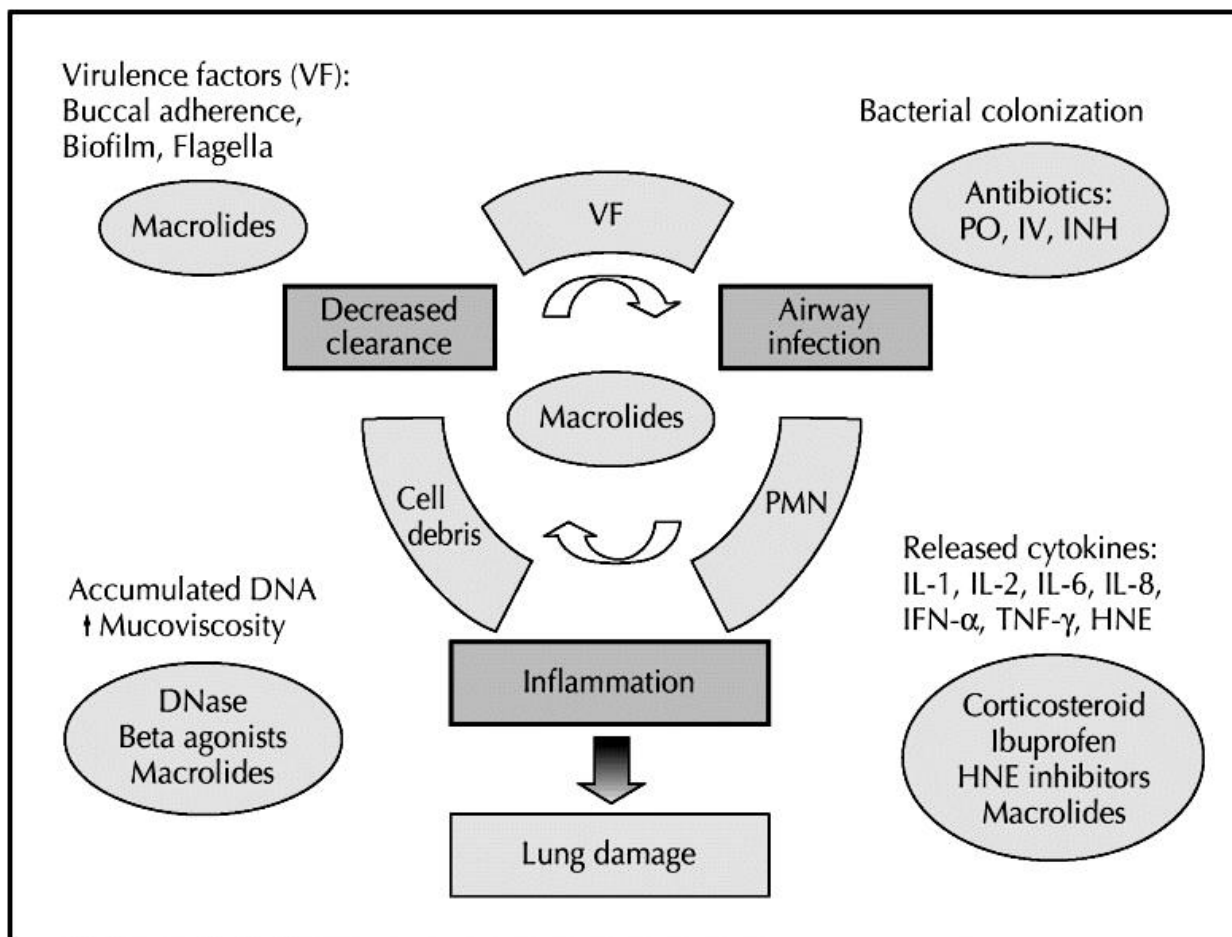 Virulence factors (VF):
Buccal adherence,
Biofilm, Flagella
Macrolides
Bacterial colonization
Antibiotics:
PO, IV, INH
VF
Decreased
clearance
Airway
infection
Macrolides
Cell
debris
PMN
Accumulated DNA
⬆ Mucoviscosity
DNase
Beta agonists
Macrolides
Released cytokines:
IL-1, IL-2, IL-6, IL-8,
IFN-α, TNF-γ, HNE
Corticosteroid
Ibuprofen
HNE inhibitors
Macrolides
Inflammation
Lung damage